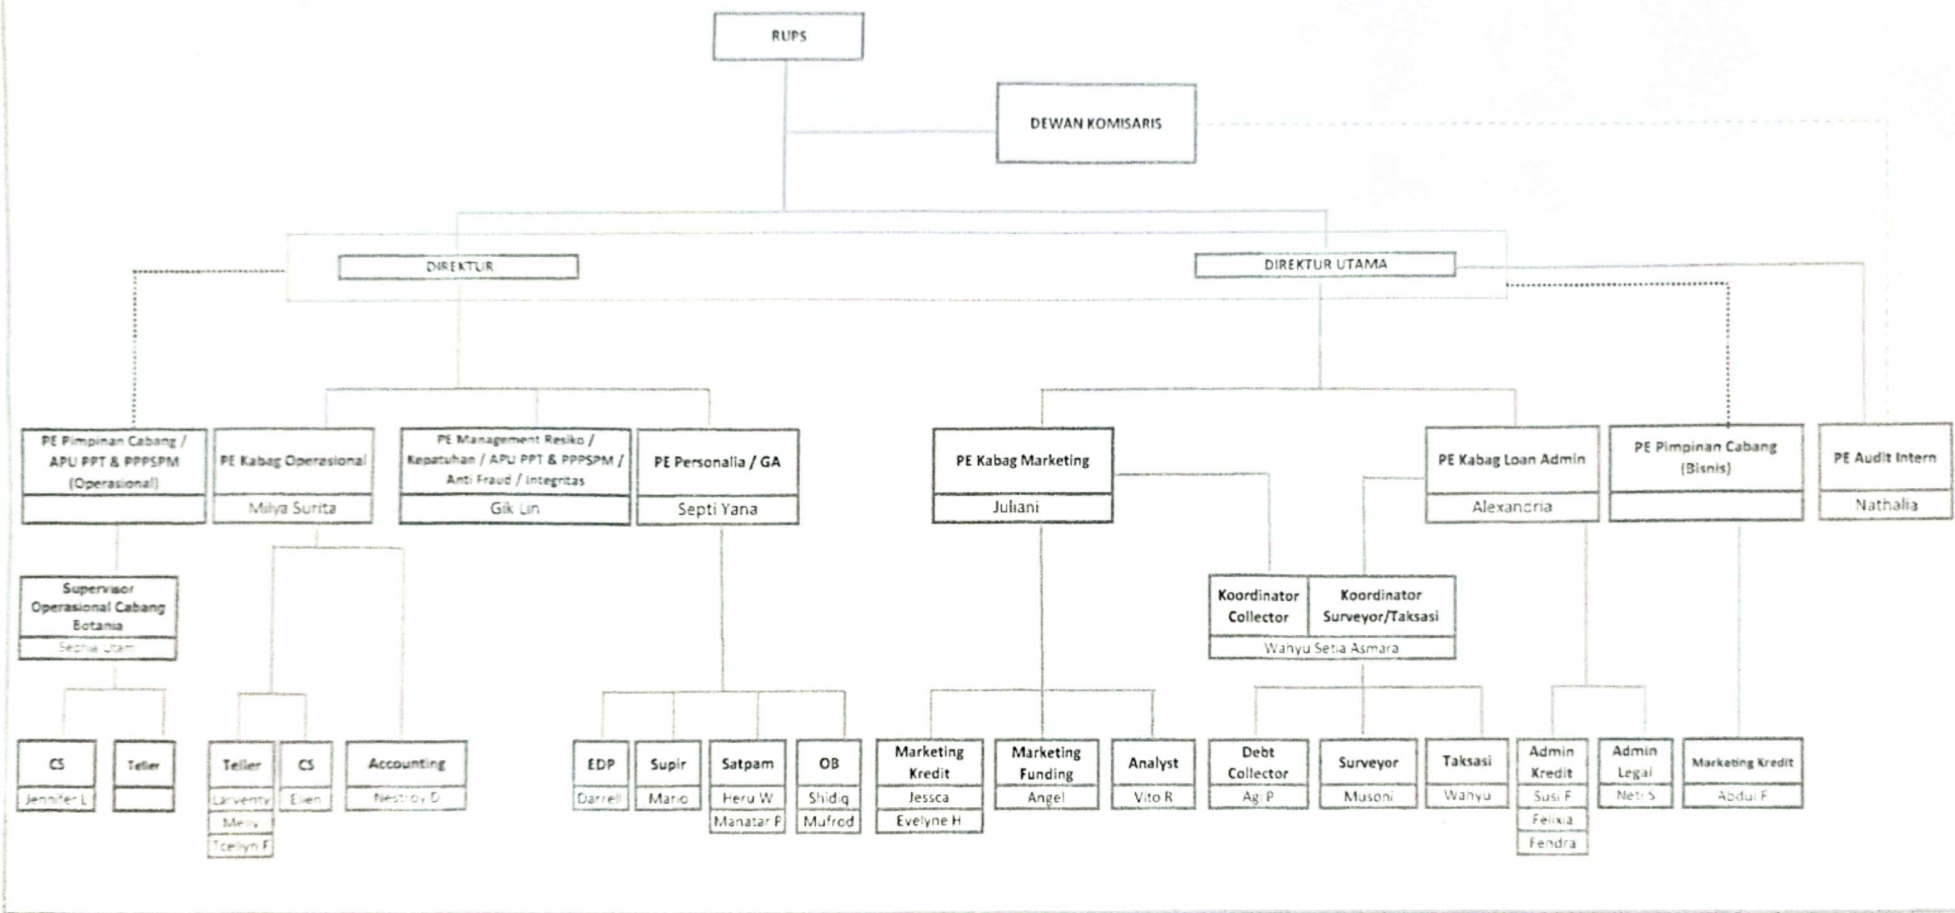 RUPS
DEWAN KOMISARIS
DIREKTUR
DIREKTUR UTAMA
PE Pimpinan Cabang /
APU PPT & PPPSPM
(Operasional)
PE Kabag Operasional
Milya Surita
PE Management Resiko /
Kepatuhan / APU PPT & PPPSPM /
Anti Fraud / Integritas
Gik Lin
PE Personalia / GA
Septi Yana
PE Kabag Marketing
Juliani
PE Kabag Loan Admin
Alexandria
PE Pimpinan Cabang
(Bisnis)
PE Audit Intern
Nathalia
Supervisor
Operasional Cabang
Botania
Koordinator
Collector
Koordinator
Surveyor/Taksasi
Wahyu Setia Asmara
CS
Jennifer L
Teller
Teller
Larventy
Melly
CS
Ellen
Accounting
Nestroy D
EDP
Darrell
Supir
Mario
Satpam
Heru W
Manatar P
OB
Shidiq
Mufrod
Marketing
Kredit
Jessca
Evelyne H
Marketing
Funding
Angel
Analyst
Vito R
Debt
Collector
Agi P
Surveyor
Musoni
Taksasi
Wahyu
Admin
Kredit
Susi F
Felixia
Fendra
Admin
Legal
Neti S
Marketing Kredit
Abdul F